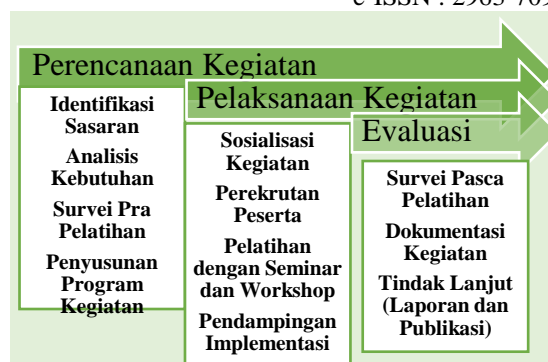 Perencanaan Kegiatan
Identifikasi
Sasaran
Analisis
Kebutuhan
Survei Pra
Pelatihan
Penyusunan
Program
Kegiatan
Pelaksanaan Kegiatan
Sosialisasi
Kegiatan
Perekrutan
Peserta
Pelatihan
dengan Seminar
dan Workshop
Pendampingan
Implementasi
Evaluasi
Survei Pasca
Pelatihan
Dokumentasi
Kegiatan
Tindak Lanjut
(Laporan dan
Publikasi)